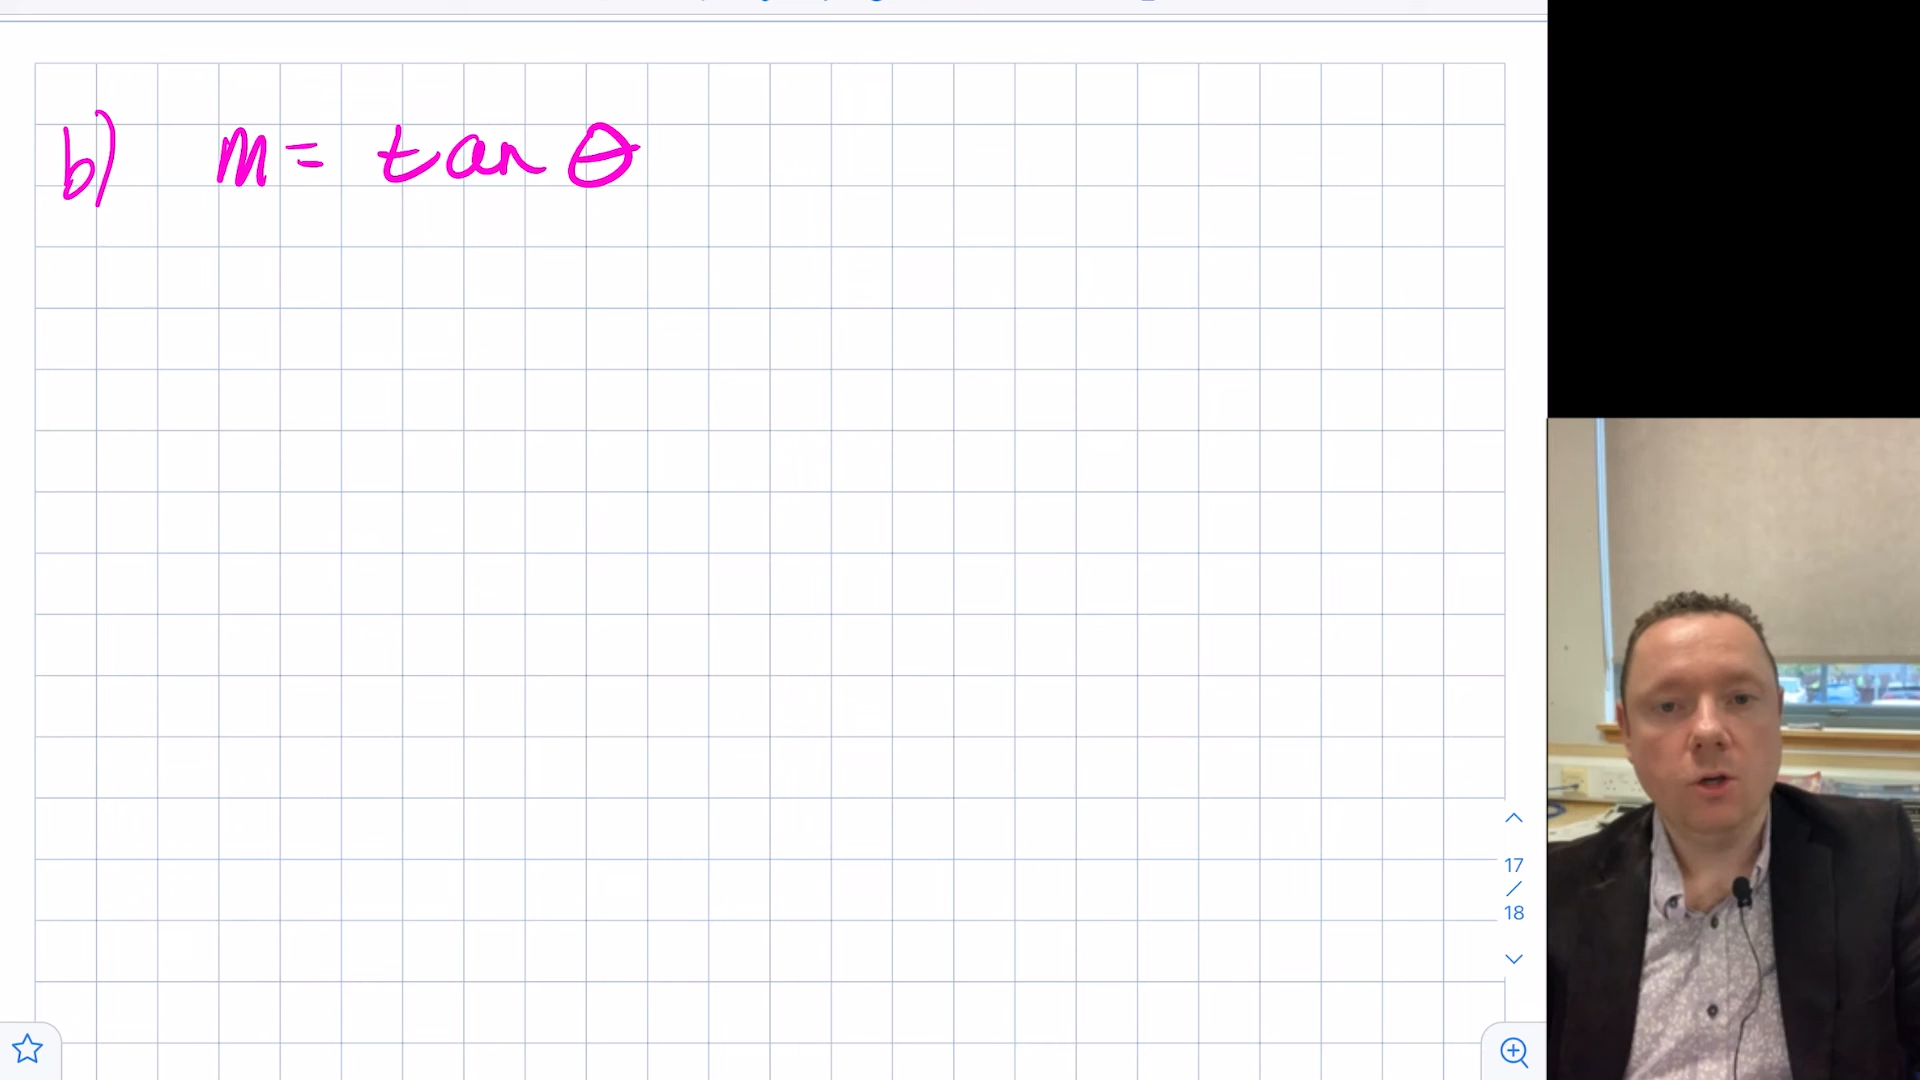 b) m = tan θ
17
/
18